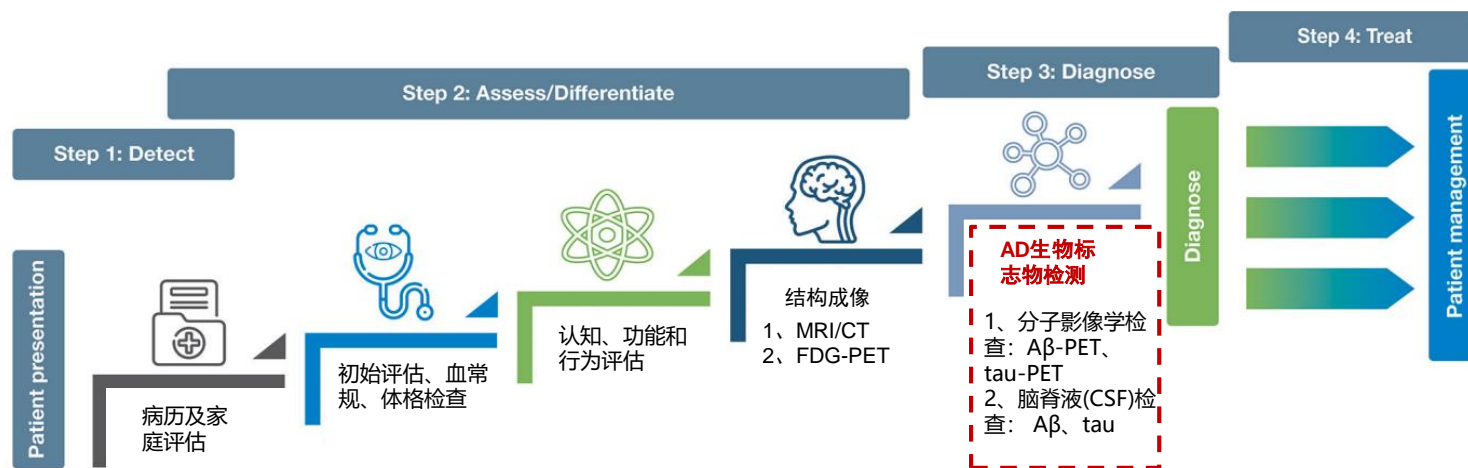 Step 1: Detect
Step 2: Assess/Differentiate
Step 3: Diagnose
Step 4: Treat
Patient presentation
病历及家
庭评估
初始评估、血常
规、体格检查
认知、功能和
行为评估
结构成像
1、MRI/CT
2、FDG-PET
AD生物标
志物检测
1、分子影像学检
查：Aβ-PET、
tau-PET
2、脑脊液(CSF)检
查： Aβ、tau
Diagnose
Patient management